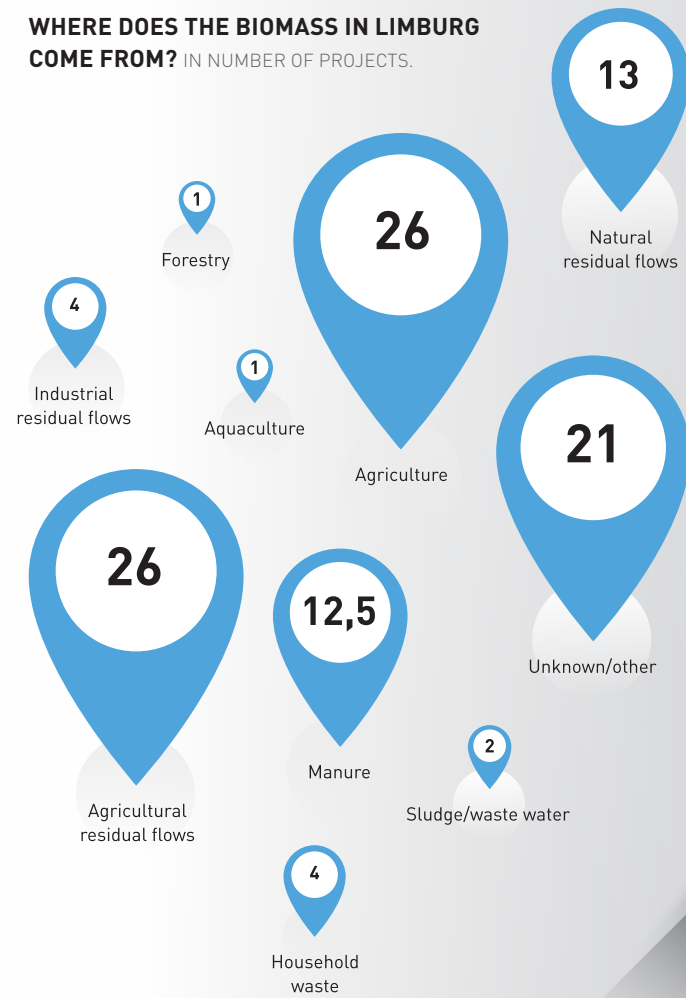 WHERE DOES THE BIOMASS IN LIMBURG
COME FROM? IN NUMBER OF PROJECTS.
13
Natural
residual flows
1
Forestry
26
Agriculture
4
Industrial
residual flows
1
Aquaculture
21
Unknown/other
26
Agricultural
residual flows
12,5
Manure
2
Sludge/waste water
4
Household
waste